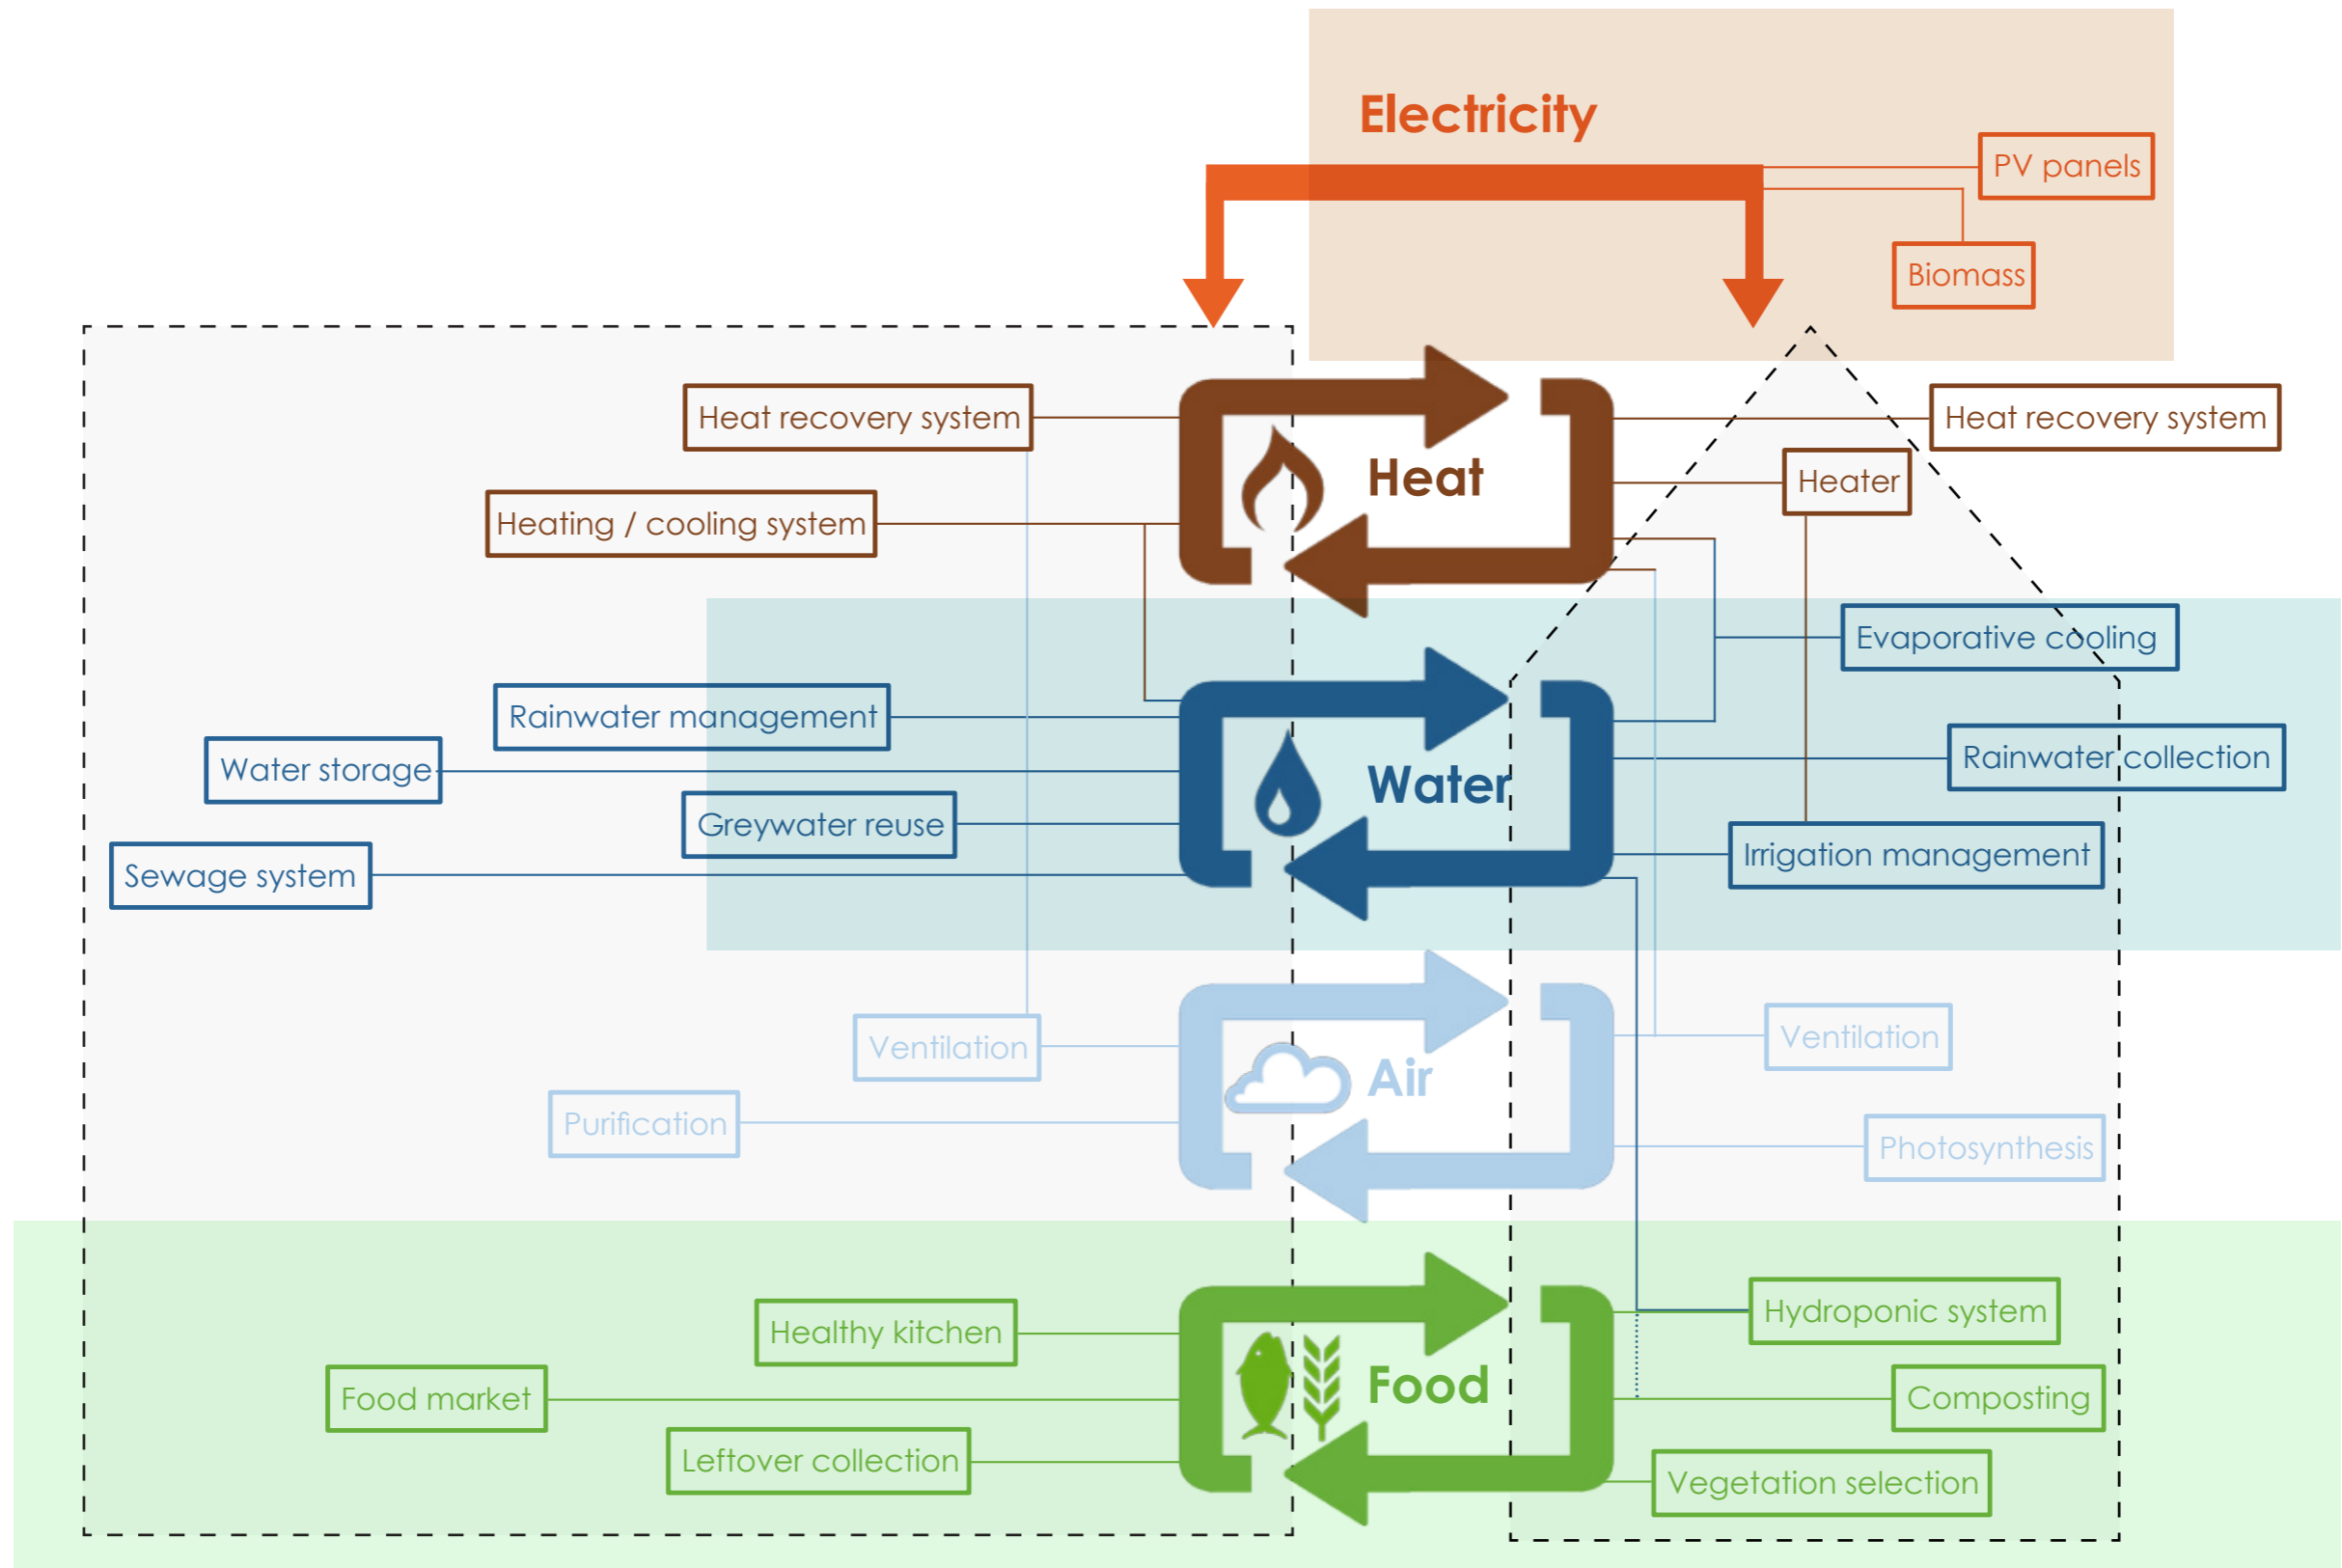 Electricity
PV panels
Biomass
Heat recovery system
Heat recovery system
Heat
Heater
Heating / cooling system
Evaporative cooling
Rainwater management
Water storage
Water
Rainwater collection
Greywater reuse
Irrigation management
Sewage system
Ventilation
Ventilation
Air
Purification
Photosynthesis
Healthy kitchen
Hydroponic system
Food market
Food
Composting
Leftover collection
Vegetation selection